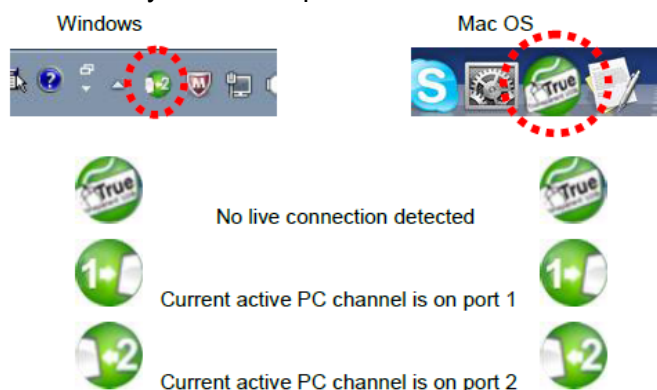 Windows Mac OS
True
True True
No live connection detected
1 1
Current active PC channel is on port 1
2 2
Current active PC channel is on port 2